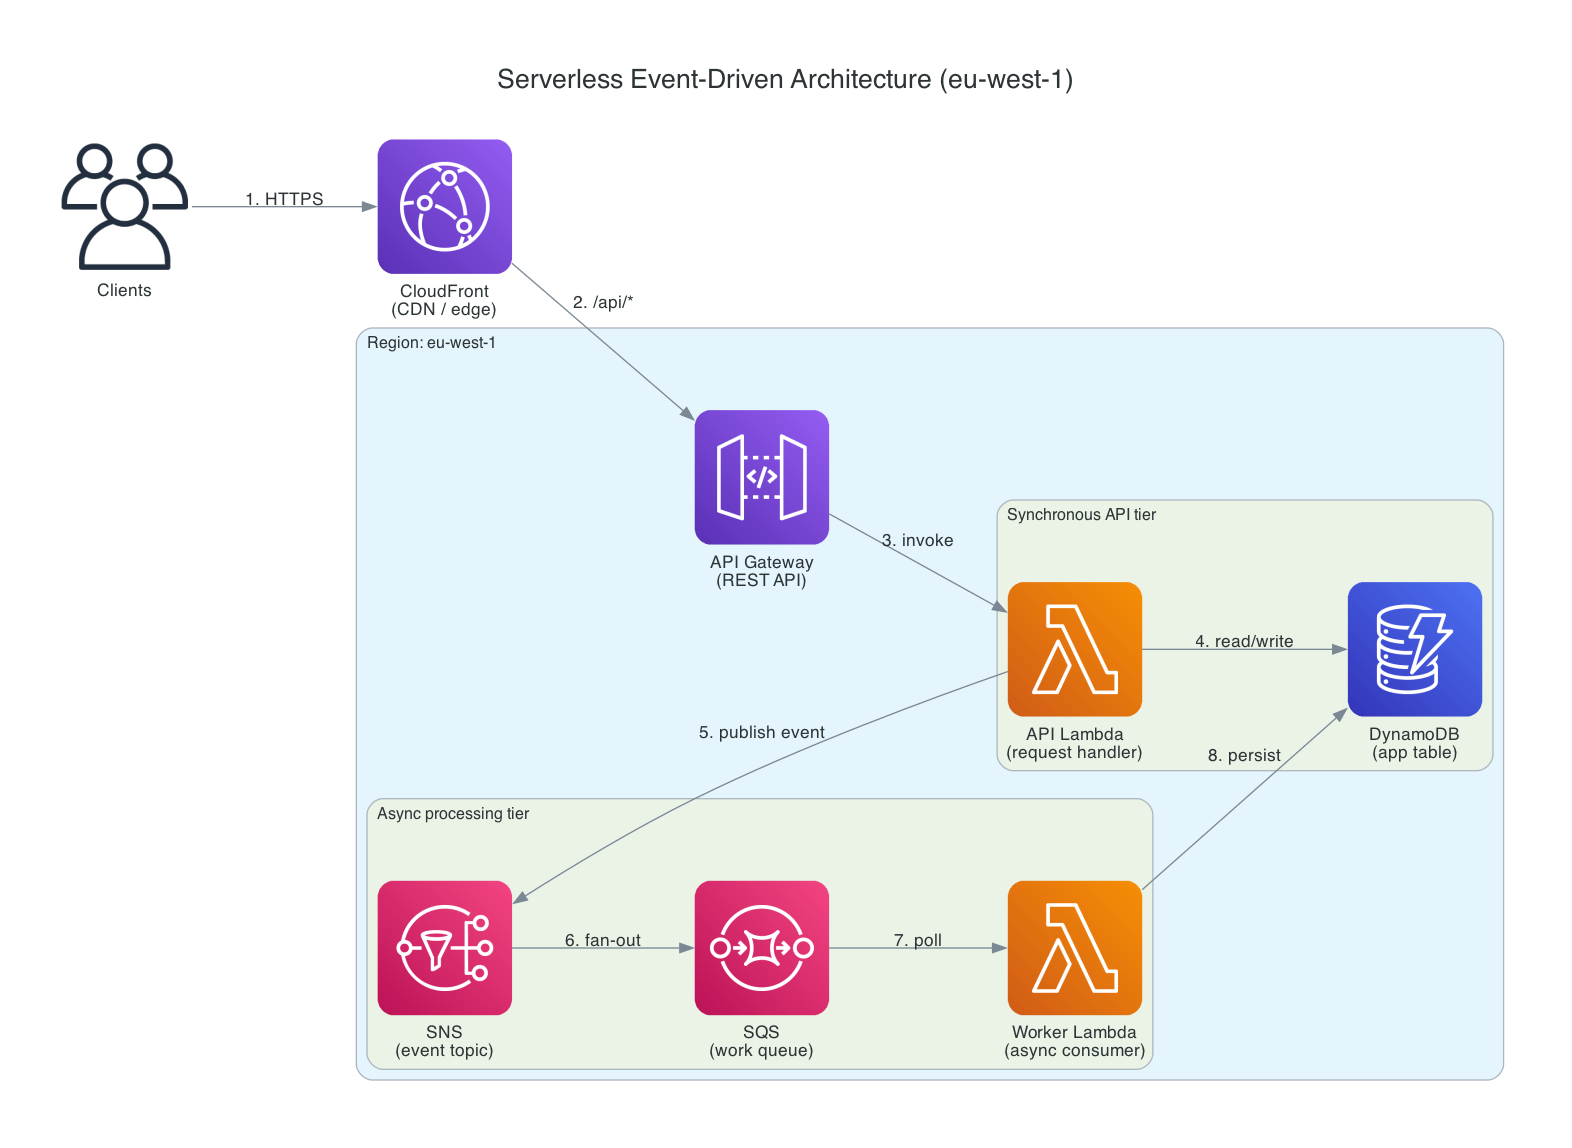 Serverless Event-Driven Architecture (eu-west-1)
1. HTTPS
Clients
CloudFront
(CDN / edge)
2. /api/*
Region: eu-west-1
API Gateway
(REST API)
3. invoke
Synchronous API tier
4. read/write
API Lambda
(request handler)
DynamoDB
(app table)
5. publish event
8. persist
Async processing tier
6. fan-out
7. poll
SNS
(event topic)
SQS
(work queue)
Worker Lambda
(async consumer)